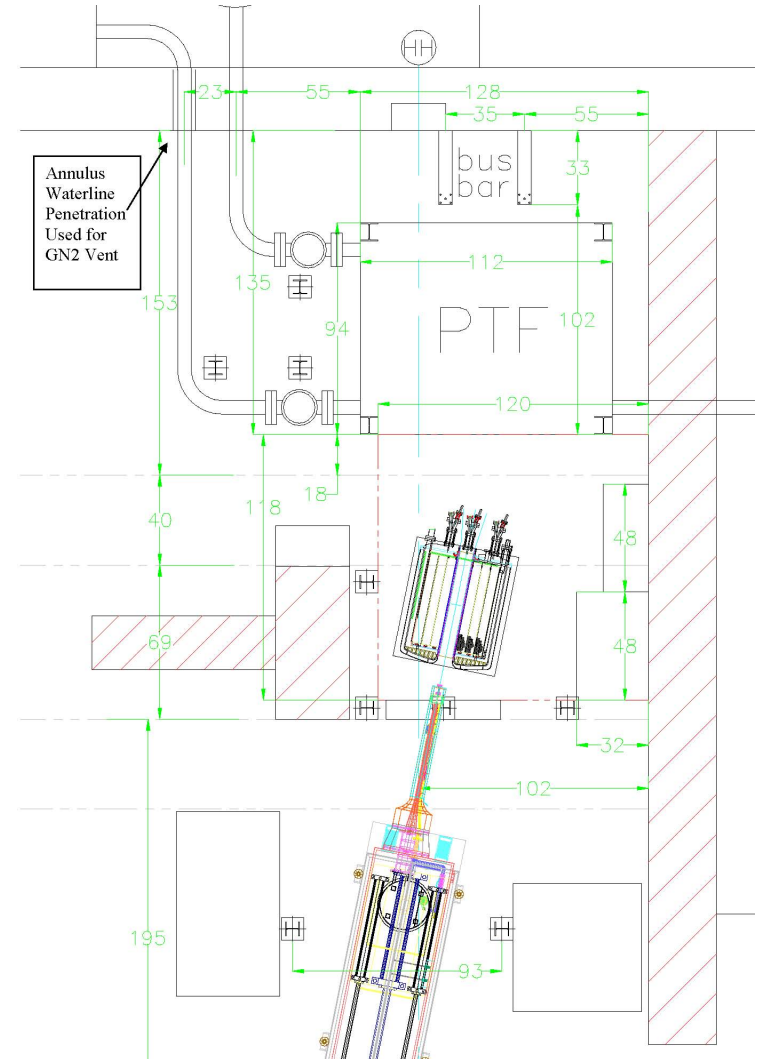 HH
23
55
128
35
55
Annulus
Waterline
Penetration
Used for
GN2 Vent
bus
bar
33
112
153
135
94
PTF
102
120
18
118
40
48
69
48
32
102
195
93